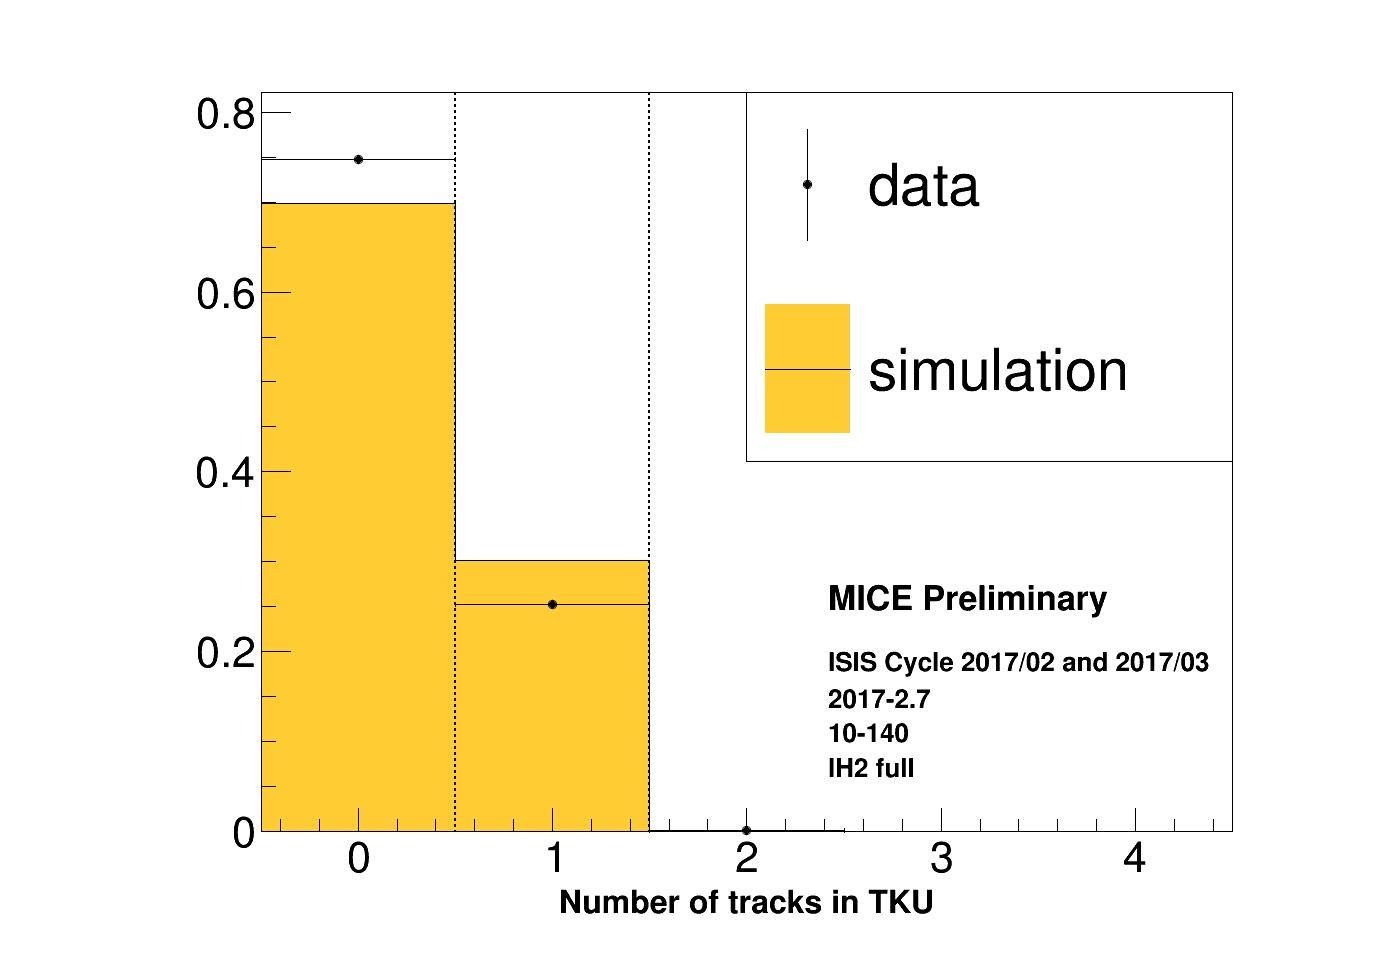 0.8
0.6
0.4
0.2
0
0 1 2 3 4
Number of tracks in TKU
data
simulation
MICE Preliminary
ISIS Cycle 2017/02 and 2017/03
2017-2.7
10-140
IH2 full